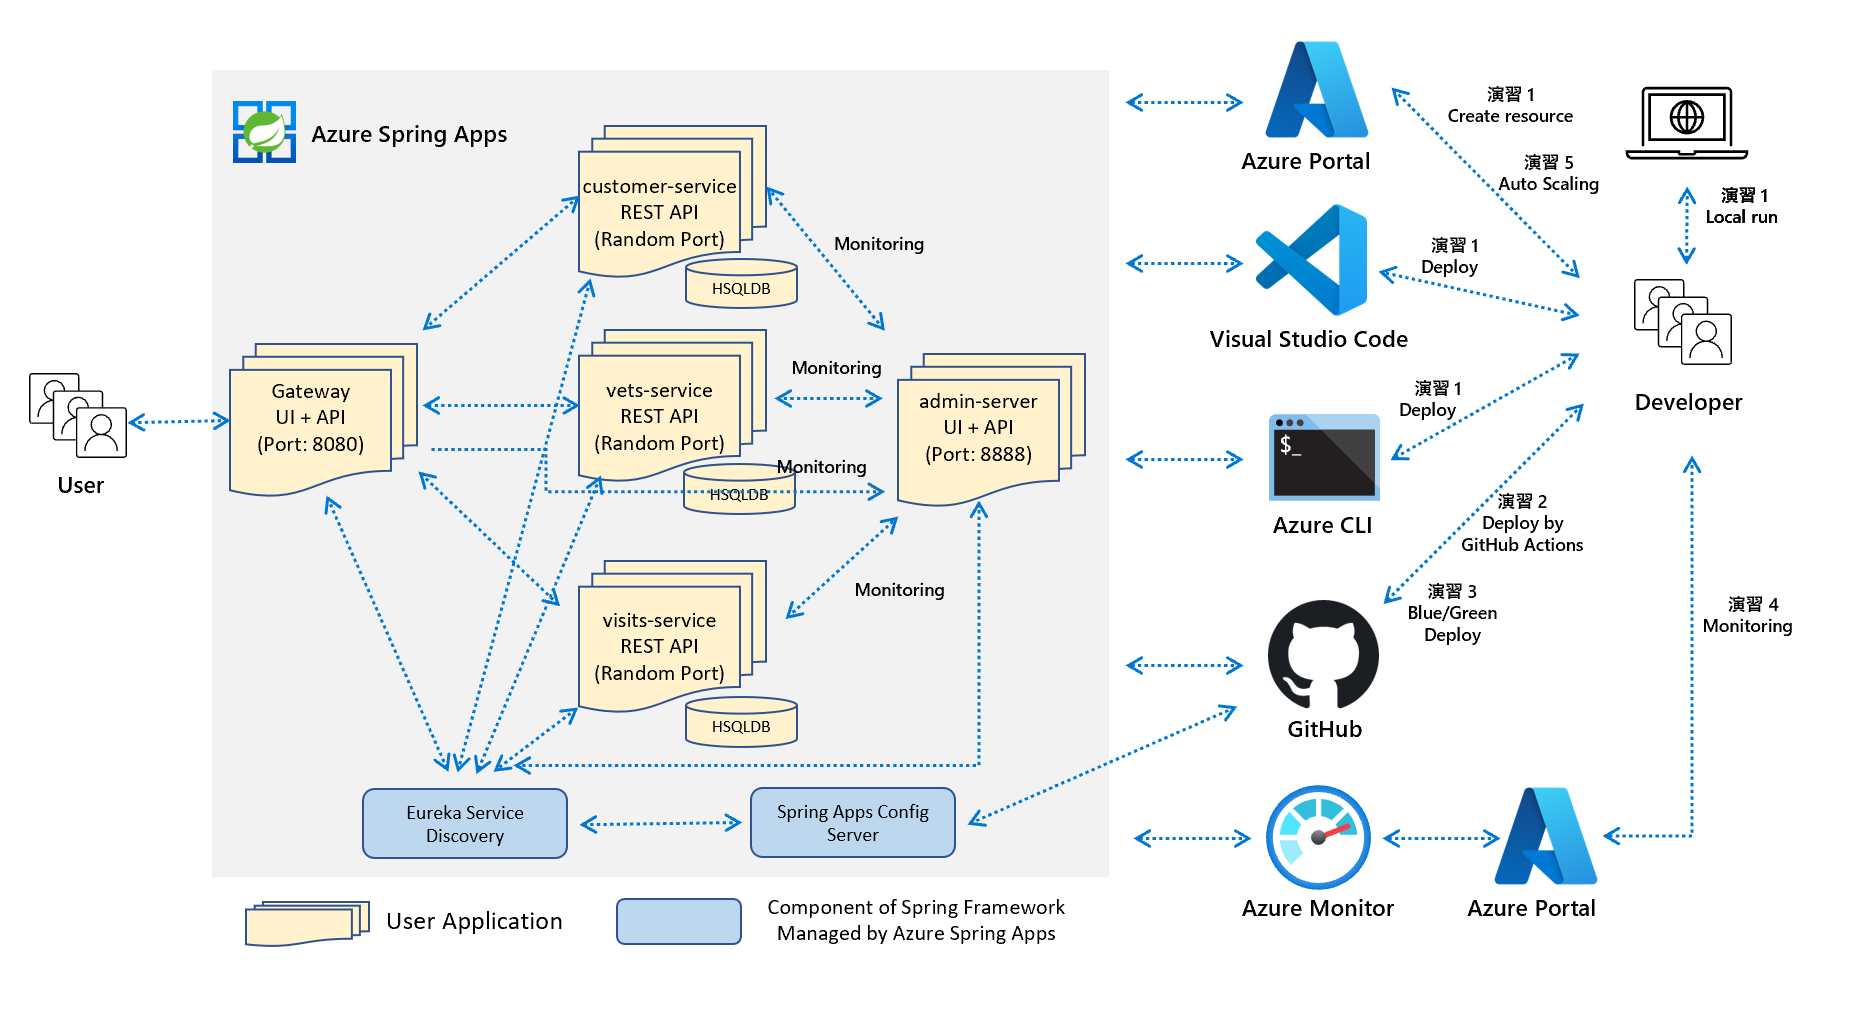 Azure Spring Apps
customer-service
REST API
(Random Port)
HSQLDB
Monitoring
Gateway
UI + API
(Port: 8080)
User
vets-service
REST API
(Random Port)
HSQLDB
Monitoring
Monitoring
admin-server
UI + API
(Port: 8888)
visits-service
REST API
(Random Port)
HSQLDB
Monitoring
Eureka Service
Discovery
Spring Apps Config
Server
User Application
Component of Spring Framework
Managed by Azure Spring Apps
Azure Portal
演習 1
Create resource
演習 5
Auto Scaling
演習 1
Local run
Visual Studio Code
演習 1
Deploy
Developer
$_
Azure CLI
演習 1
Deploy
演習 2
Deploy by
GitHub Actions
演習 3
Blue/Green
Deploy
GitHub
演習 4
Monitoring
Azure Monitor
Azure Portal